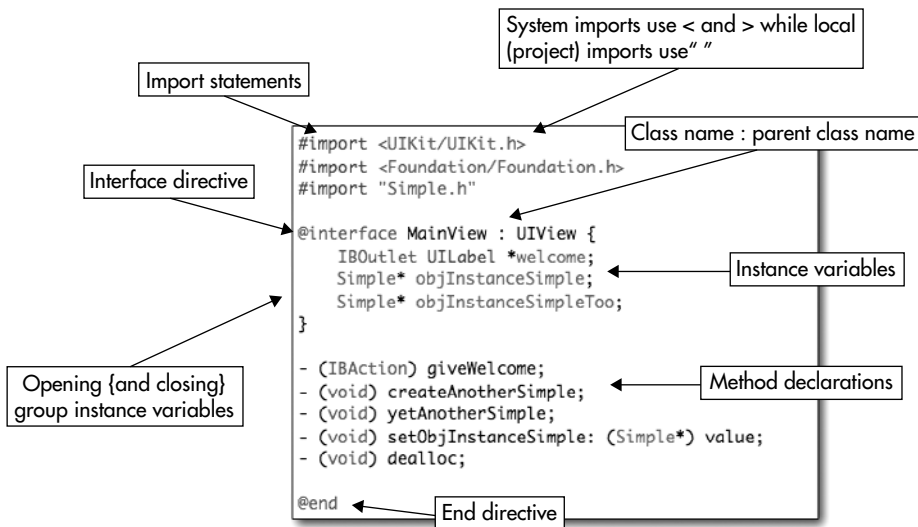 System imports use < and > while local
(project) imports use“ ”
Import statements
Class name : parent class name
Interface directive
#import <UIKit/UIKit.h>
#import <Foundation/Foundation.h>
#import "Simple.h"
@interface MainView : UIView {
IBOutlet UILabel *welcome;
Simple* objInstanceSimple;
Simple* objInstanceSimpleToo;
}
Instance variables
Opening {and closing}
group instance variables
- (IBAction) giveWelcome;
- (void) createAnotherSimple;
- (void) yetAnotherSimple;
- (void) setObjInstanceSimple: (Simple*) value;
- (void) dealloc;
Method declarations
@end
End directive